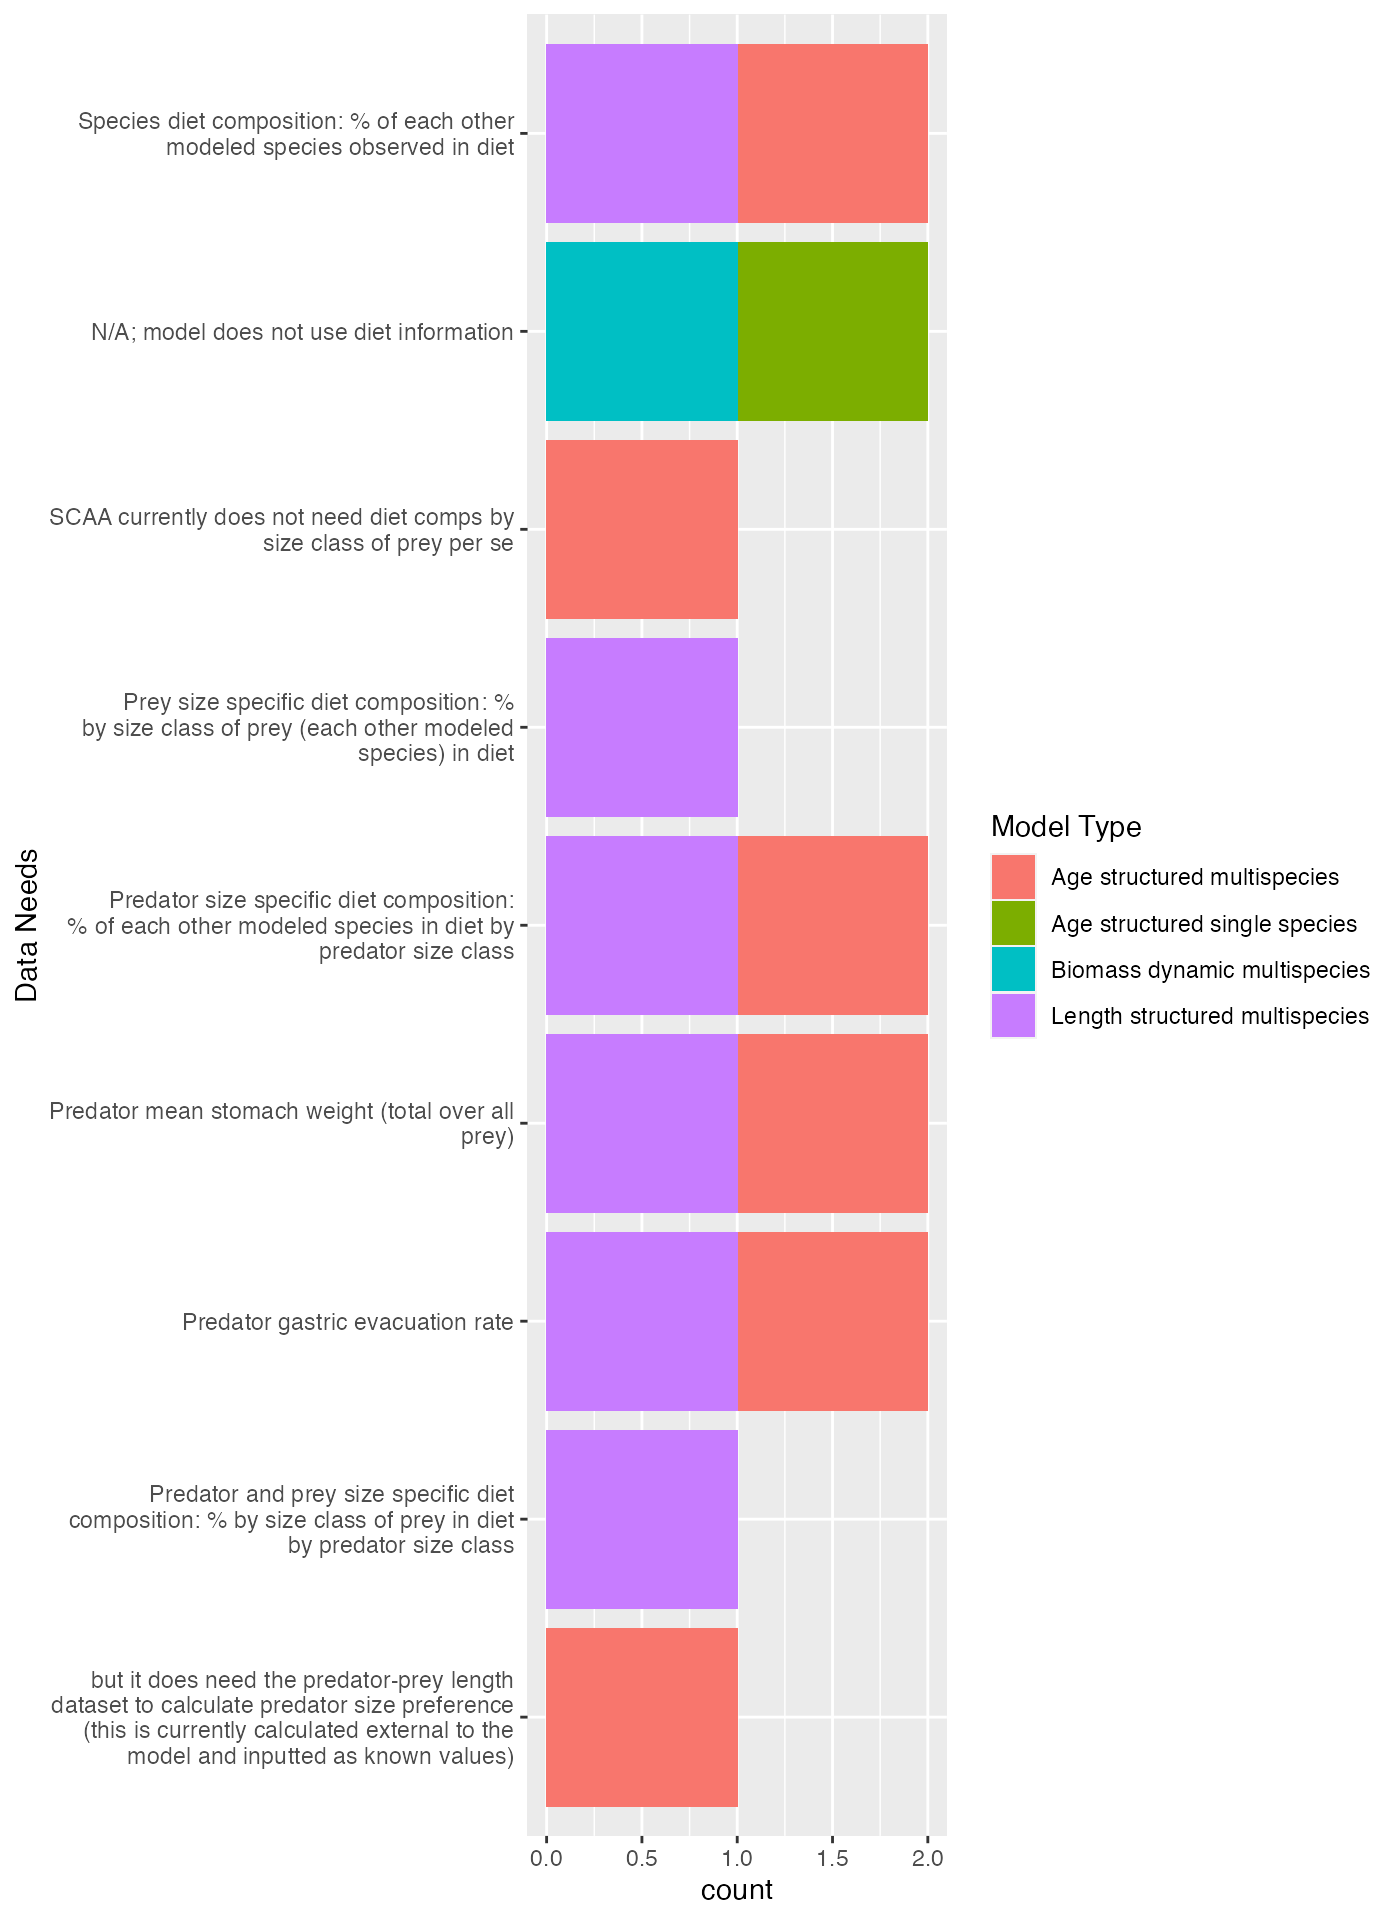 Species diet composition: % of each other
modeled species observed in diet
N/A; model does not use diet information
SCAA currently does not need diet comps by
size class of prey per se
Prey size specific diet composition: %
by size class of prey (each other modeled
species) in diet
Predator size specific diet composition:
% of each other modeled species in diet by
predator size class
Predator mean stomach weight (total over all
prey)
Predator gastric evacuation rate
Predator and prey size specific diet
composition: % by size class of prey in diet
by predator size class
but it does need the predator-prey length
dataset to calculate predator size preference
(this is currently calculated external to the
model and inputted as known values)
Data Needs
0.0 0.5 1.0 1.5 2.0
count
Model Type
Age structured multispecies
Age structured single species
Biomass dynamic multispecies
Length structured multispecies